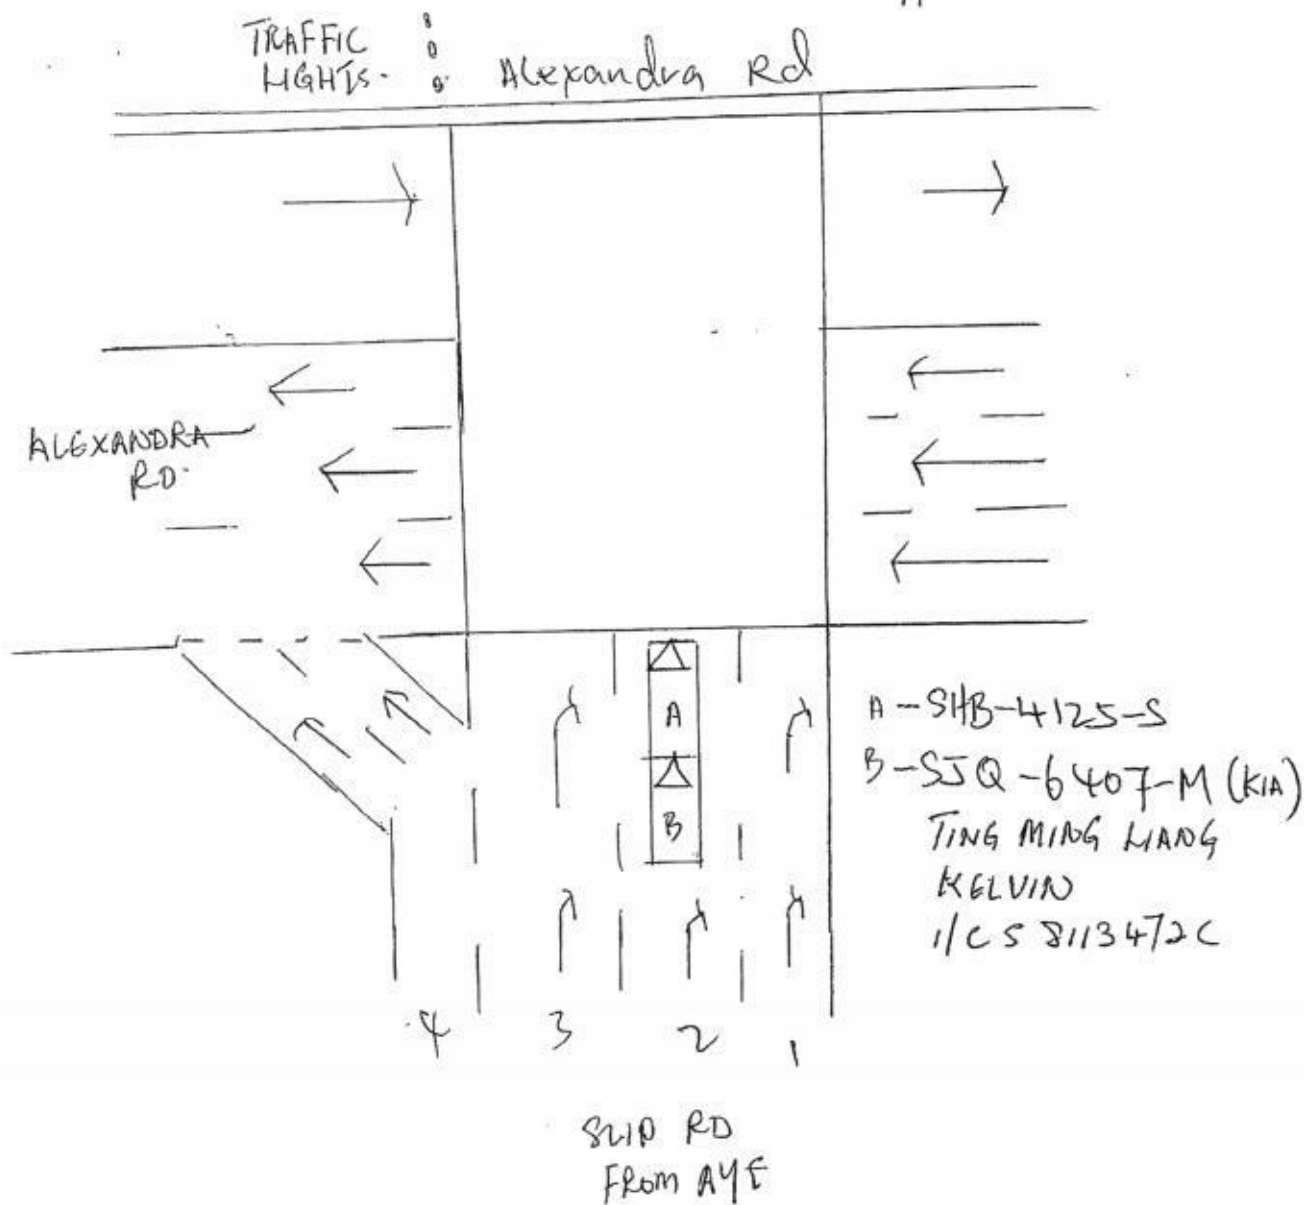 TRAFFIC
LIGHTS.
Alexandra Rd
ALEXANDRA
RD.
A
B
A - SHB-4125-S
B - SJQ-6407-M (KIA)
TING MING LIANG
KELVIN
I/C S 8113472C
4 3 2 1
SLIP RD
FROM AYE